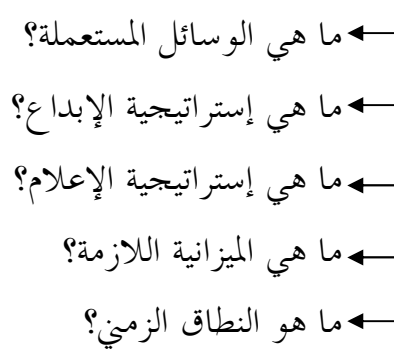 ما هي الوسائل المستعملة؟
ما هي إستراتيجية الإبداع؟
ما هي إستراتيجية الإعلام؟
ما هي الميزانية اللازمة؟
ما هو النطاق الزمني؟